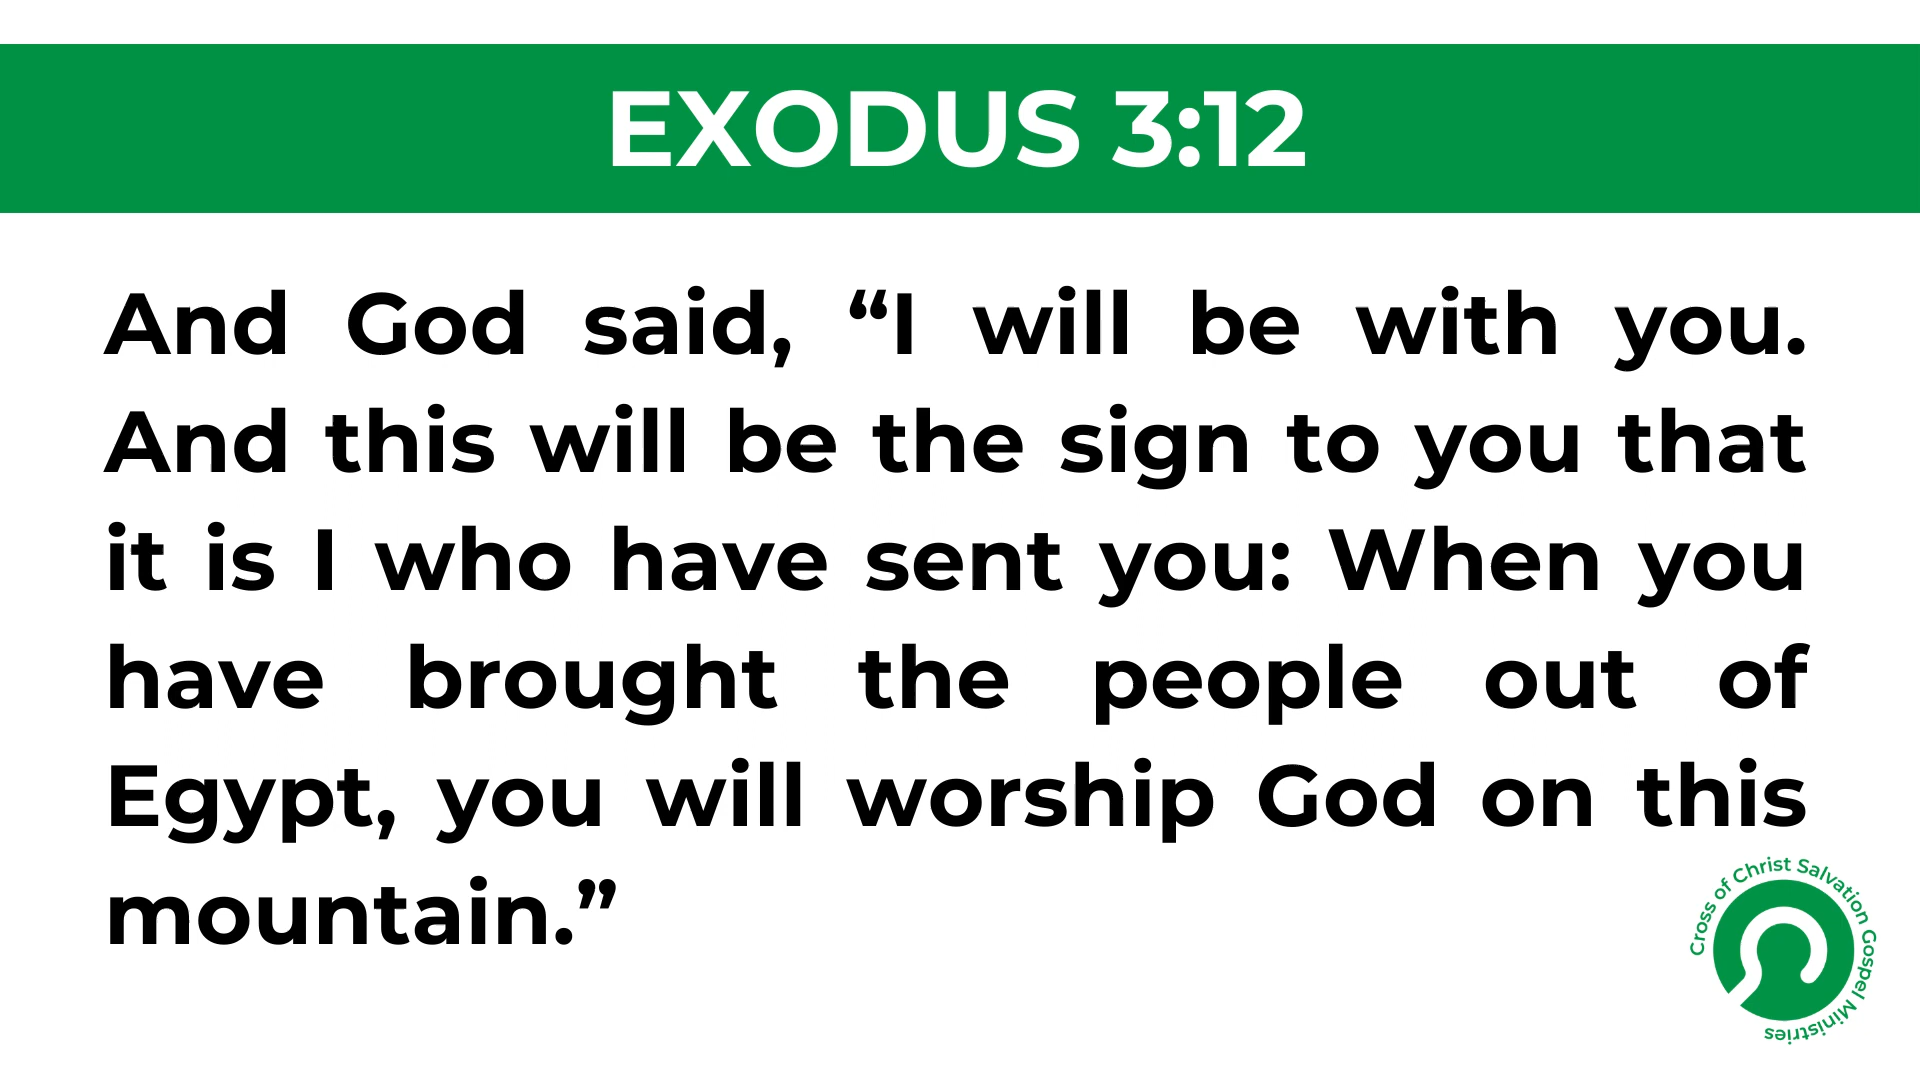 EXODUS 3:12
And God said, “I will be with you.
And this will be the sign to you that
it is I who have sent you: When you
have brought the people out of
Egypt, you will worship God on this
mountain.”
Cross of Christ Salvation Gospel Ministries